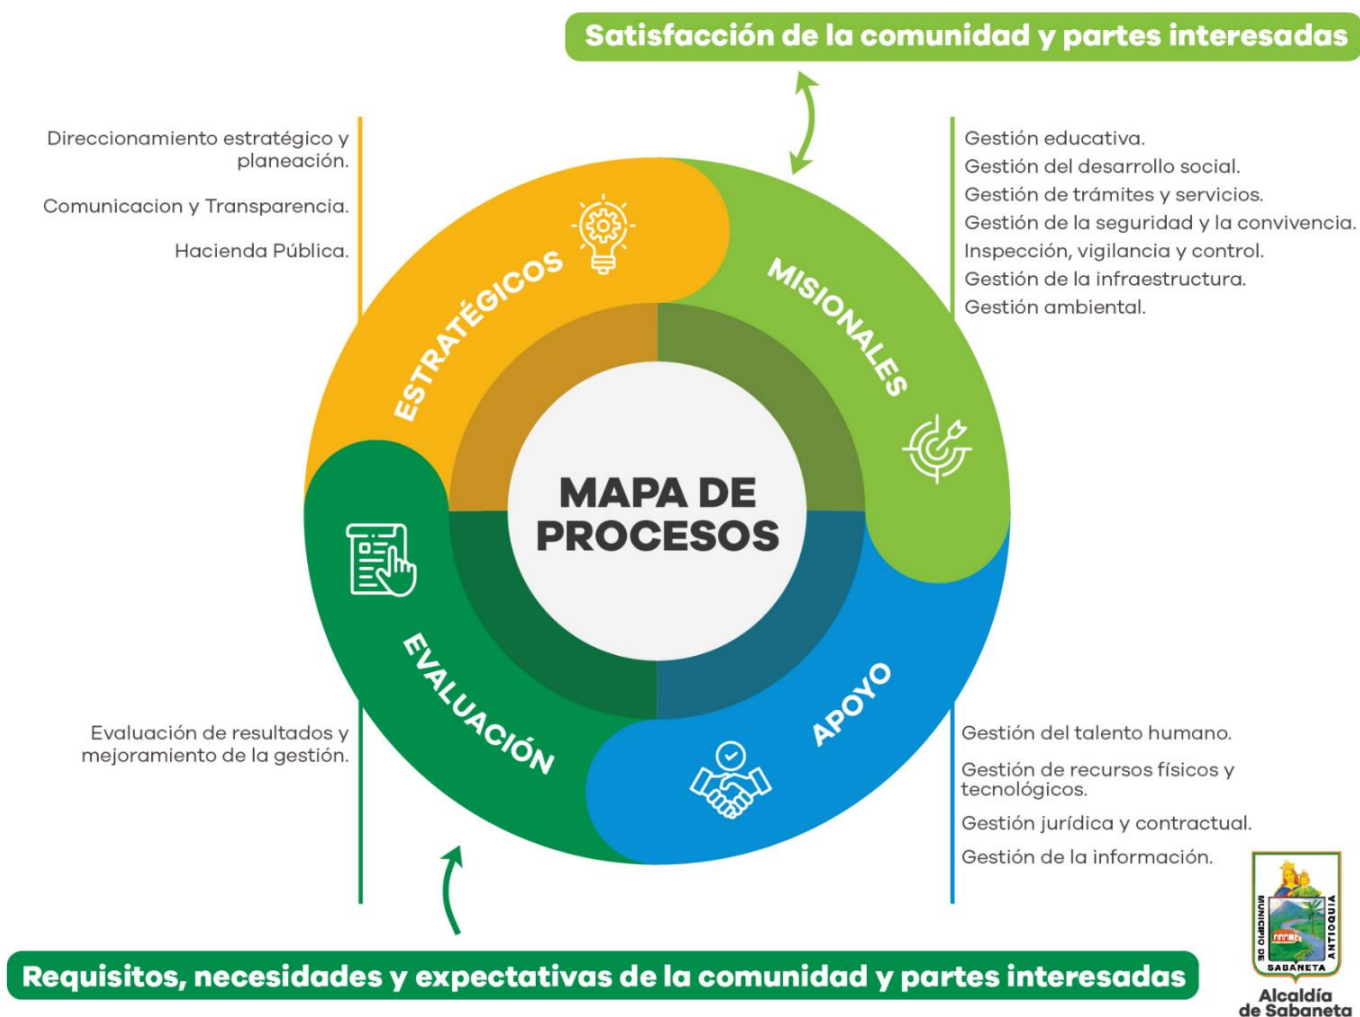 Satisfacción de la comunidad y partes interesadas
Direccionamiento estratégico y
planeación.
Comunicacion y Transparencia.
Hacienda Pública.
Gestión educativa.
Gestión del desarrollo social.
Gestión de trámites y servicios.
Gestión de la seguridad y la convivencia.
Inspección, vigilancia y control.
Gestión de la infraestructura.
Gestión ambiental.
ESTRATÉGICOS
MISIONALES
MAPA DE
PROCESOS
EVALUACIÓN
APOYO
Evaluación de resultados y
mejoramiento de la gestión.
Gestión del talento humano.
Gestión de recursos físicos y
tecnológicos.
Gestión jurídica y contractual.
Gestión de la información.
Requisitos, necesidades y expectativas de la comunidad y partes interesadas
MUNICIPIO DE
SABANETA
ANTIOQUIA
Alcaldía
de Sabaneta